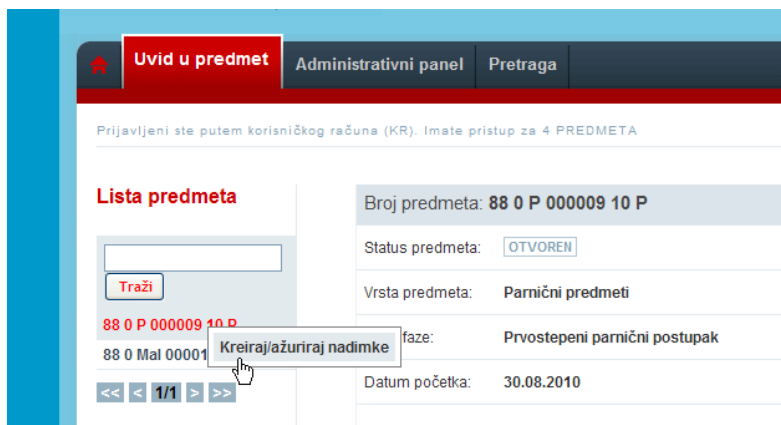 Uvid u predmet
Administrativni panel
Pretraga
Prijavljeni ste putem korisničkog računa (KR). Imate pristup za 4 PREDMETA
Lista predmeta
Traži
88 0 P 000009 10 P
88 0 Mal 00001
<< < 1/1 > >>
Kreiraj/ažuriraj nadimke
Broj predmeta: 88 0 P 000009 10 P
Status predmeta: OTVOREN
Vrsta predmeta: Parnični predmeti
faze: Prvostepeni parnični postupak
Datum početka: 30.08.2010